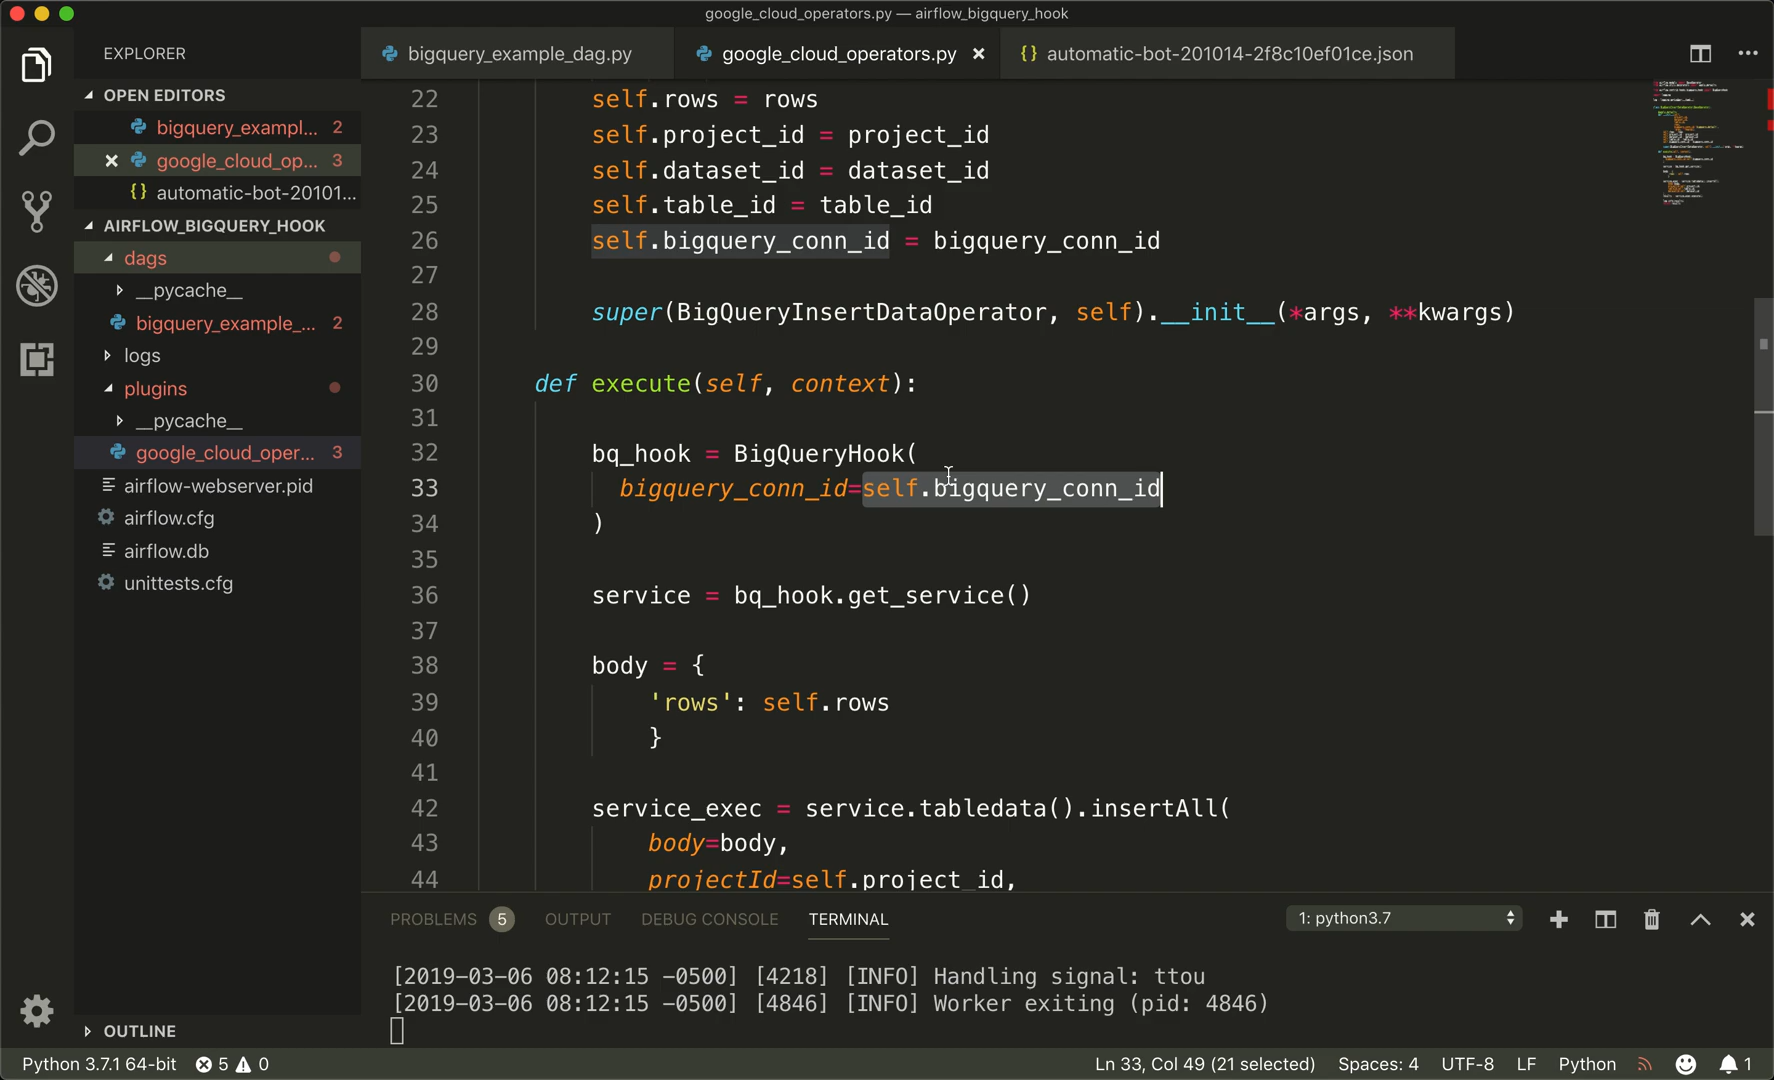 google_cloud_operators.py — airflow_bigquery_hook
EXPLORER
OPEN EDITORS
bigquery_exampl... 2
google_cloud_op... 3
{} automatic-bot-20101...
AIRFLOW_BIGQUERY_HOOK
dags
__pycache__
bigquery_example_... 2
logs
plugins
__pycache__
google_cloud_oper... 3
airflow-webserver.pid
airflow.cfg
airflow.db
unittests.cfg
OUTLINE
bigquery_example_dag.py
google_cloud_operators.py
{} automatic-bot-201014-2f8c10ef01ce.json
22 self.rows = rows
23 self.project_id = project_id
24 self.dataset_id = dataset_id
25 self.table_id = table_id
26 self.bigquery_conn_id = bigquery_conn_id
27
28 super(BigQueryInsertDataOperator, self).__init__(*args, **kwargs)
29
30 def execute(self, context):
31
32 bq_hook = BigQueryHook(
33 bigquery_conn_id=self.bigquery_conn_id
34 )
35
36 service = bq_hook.get_service()
37
38 body = {
39 'rows': self.rows
40 }
41
42 service_exec = service.tabledata().insertAll(
43 body=body,
44 projectId=self.project_id,
PROBLEMS 5 OUTPUT DEBUG CONSOLE TERMINAL
1: python3.7
[2019-03-06 08:12:15 -0500] [4218] [INFO] Handling signal: ttou
[2019-03-06 08:12:15 -0500] [4846] [INFO] Worker exiting (pid: 4846)
Python 3.7.1 64-bit 5 0
Ln 33, Col 49 (21 selected) Spaces: 4 UTF-8 LF Python 1